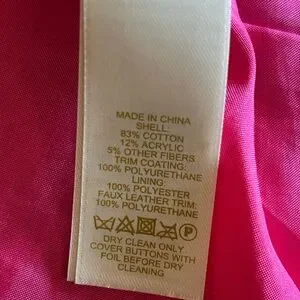 MADE IN CHINA
SHELL:
83% COTTON
12% ACRYLIC
5% OTHER FIBERS
TRIM COATING:
100% POLYURETHANE
LINING:
100% POLYESTER
FAUX LEATHER TRIM:
100% POLYURETHANE
P
DRY CLEAN ONLY
COVER BUTTONS WITH
FOIL BEFORE DRY
CLEANING